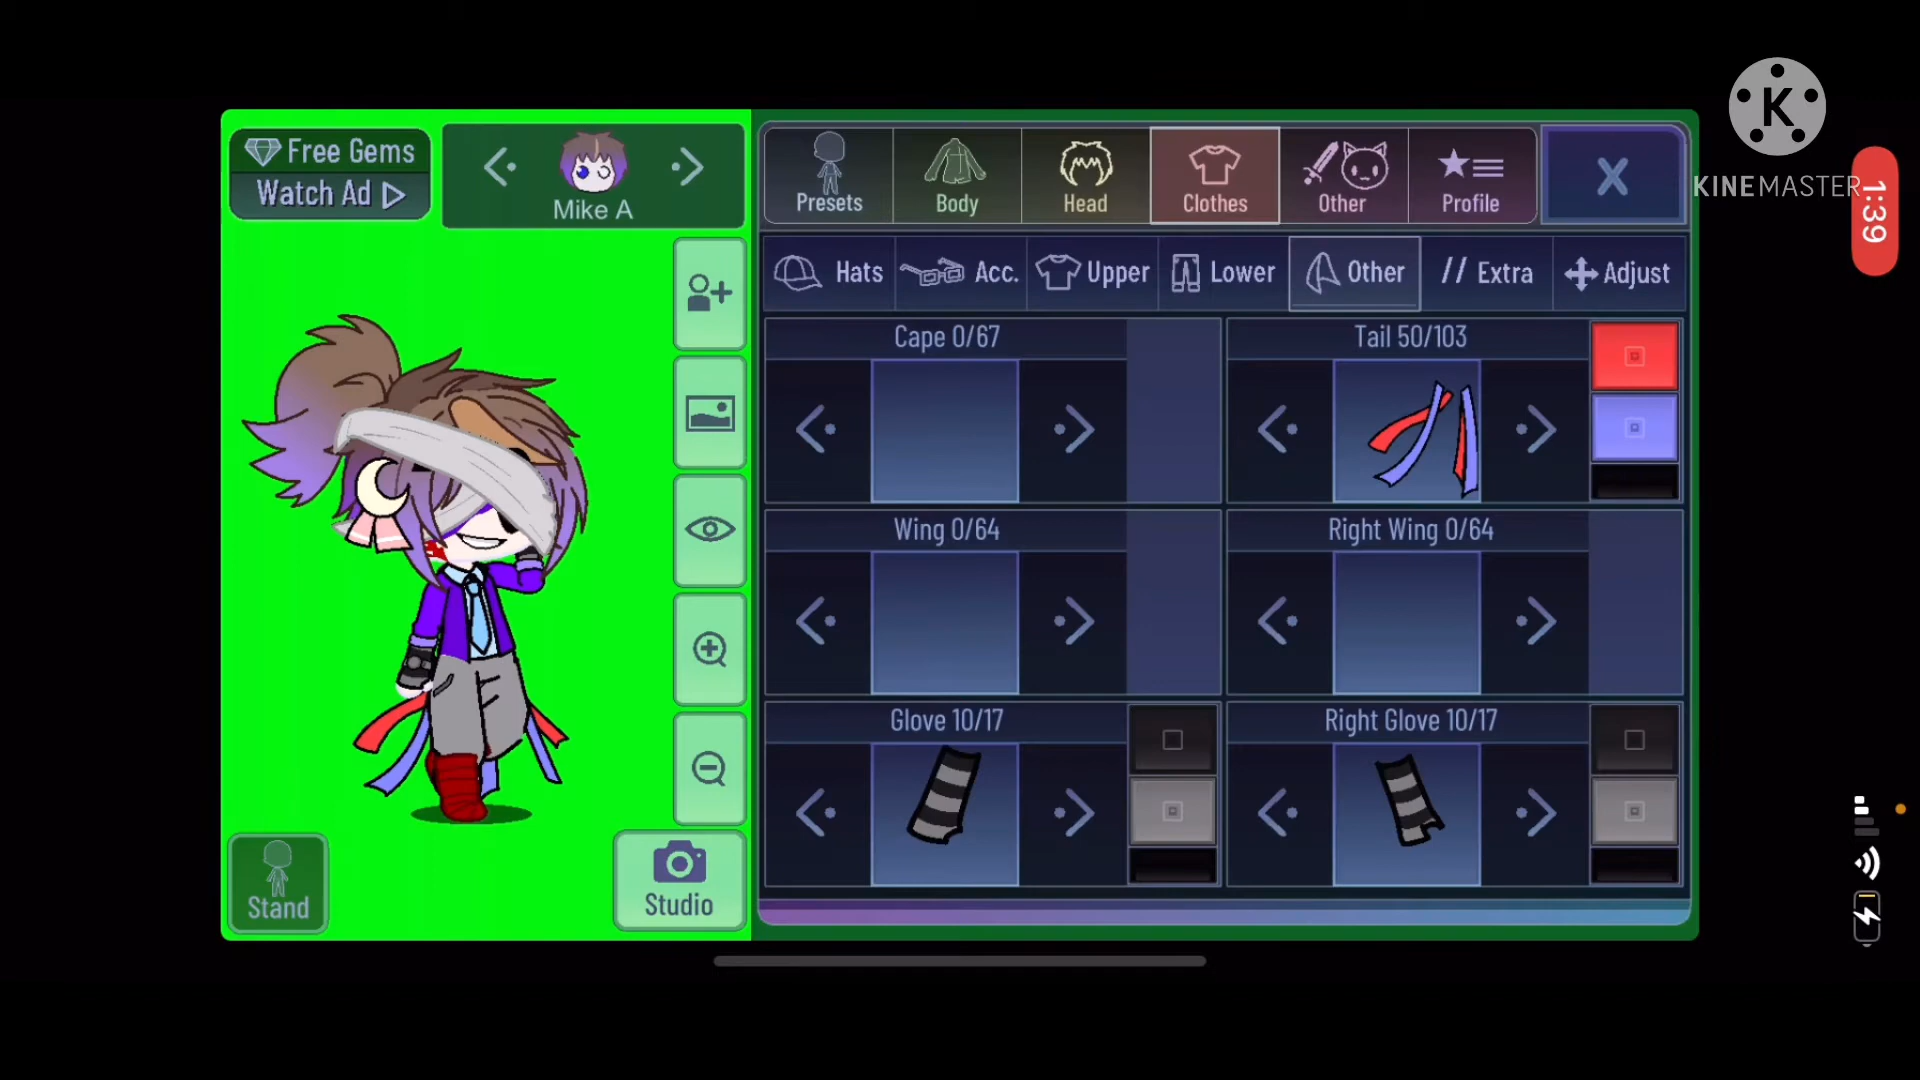 Free Gems
Watch Ad
Mike A
Presets
Body
Head
Clothes
Other
Profile
X
K
KINEMASTER
1:39
Hats
Acc.
Upper
Lower
Other
Extra
Adjust
Cape 0/67
Tail 50/103
Wing 0/64
Right Wing 0/64
Glove 10/17
Right Glove 10/17
Stand
Studio